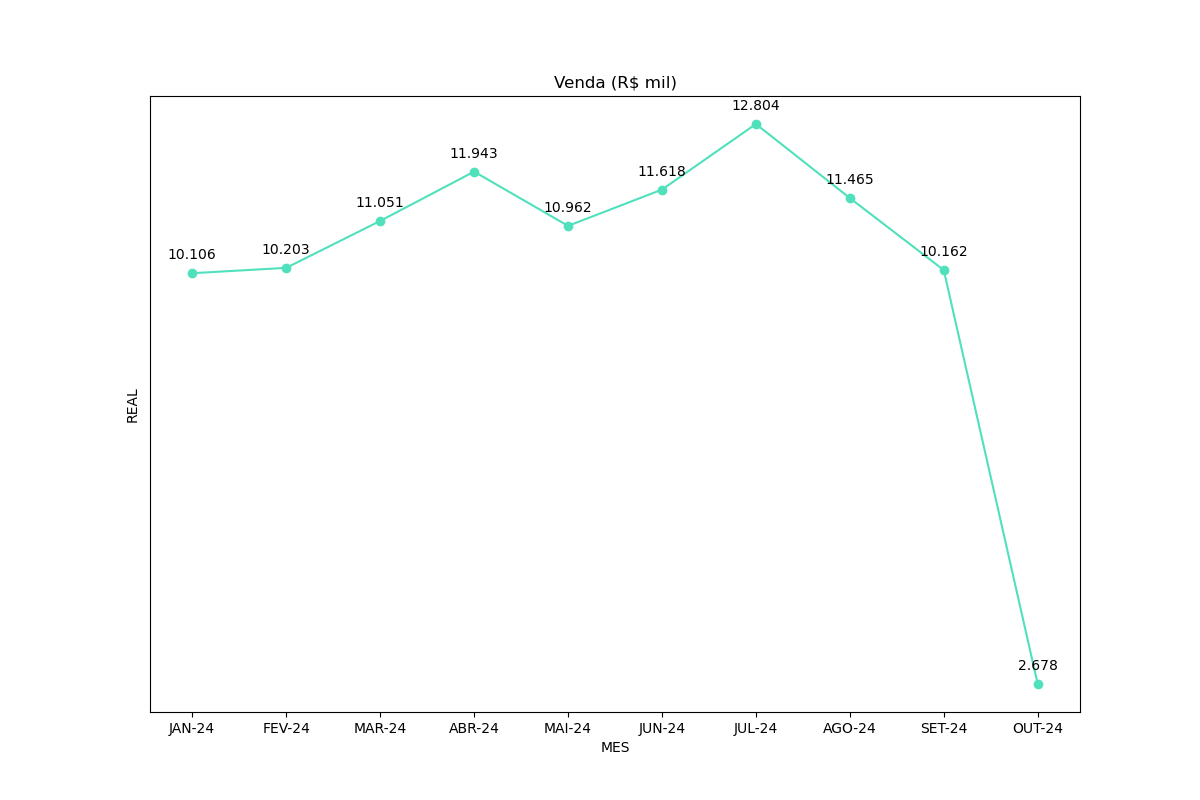 Venda (R$ mil)
12.804
11.943
11.618
11.465
11.051
10.962
10.203
10.162
10.106
REAL
2.678
JAN-24 FEV-24 MAR-24 ABR-24 MAI-24 JUN-24 JUL-24 AGO-24 SET-24 OUT-24
MES